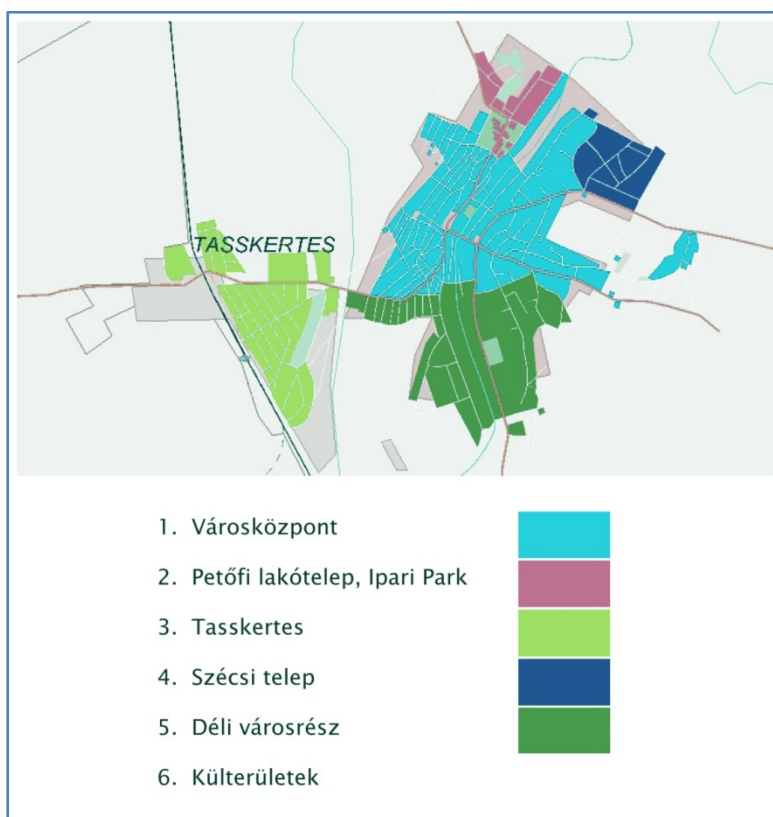 TASSKERTES
1. Városközpont
2. Petőfi lakótelep, Ipari Park
3. Tasskertes
4. Szécsi telep
5. Déli városrész
6. Külterületek